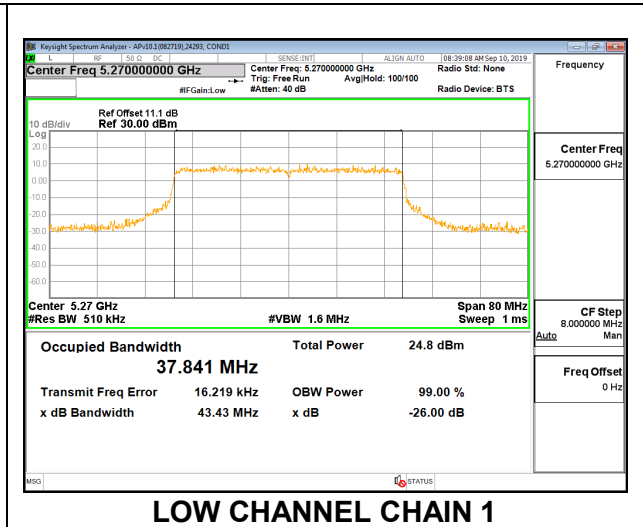 Keysight Spectrum Analyzer - APv10.1(082719),24293, COND1
RF 50 Ω DC SENSE:INT ALIGN AUTO 08:39:08 AM Sep 10, 2019
Center Freq 5.270000000 GHz Center Freq: 5.270000000 GHz Radio Std: None Frequency
Trig: Free Run Avg|Hold: 100/100
#IFGain:Low #Atten: 40 dB Radio Device: BTS
Ref Offset 11.1 dB
10 dB/div Ref 30.00 dBm
Log
20.0
10.0
0.00
-10.0
-20.0
-30.0
-40.0
-50.0
-60.0
Center Freq
5.270000000 GHz
Center 5.27 GHz Span 80 MHz
#Res BW 510 kHz #VBW 1.6 MHz Sweep 1 ms
CF Step
8.000000 MHz
Auto Man
Occupied Bandwidth Total Power 24.8 dBm
37.841 MHz
Transmit Freq Error 16.219 kHz OBW Power 99.00 %
x dB Bandwidth 43.43 MHz x dB -26.00 dB
Freq Offset
0 Hz
MSG STATUS
LOW CHANNEL CHAIN 1